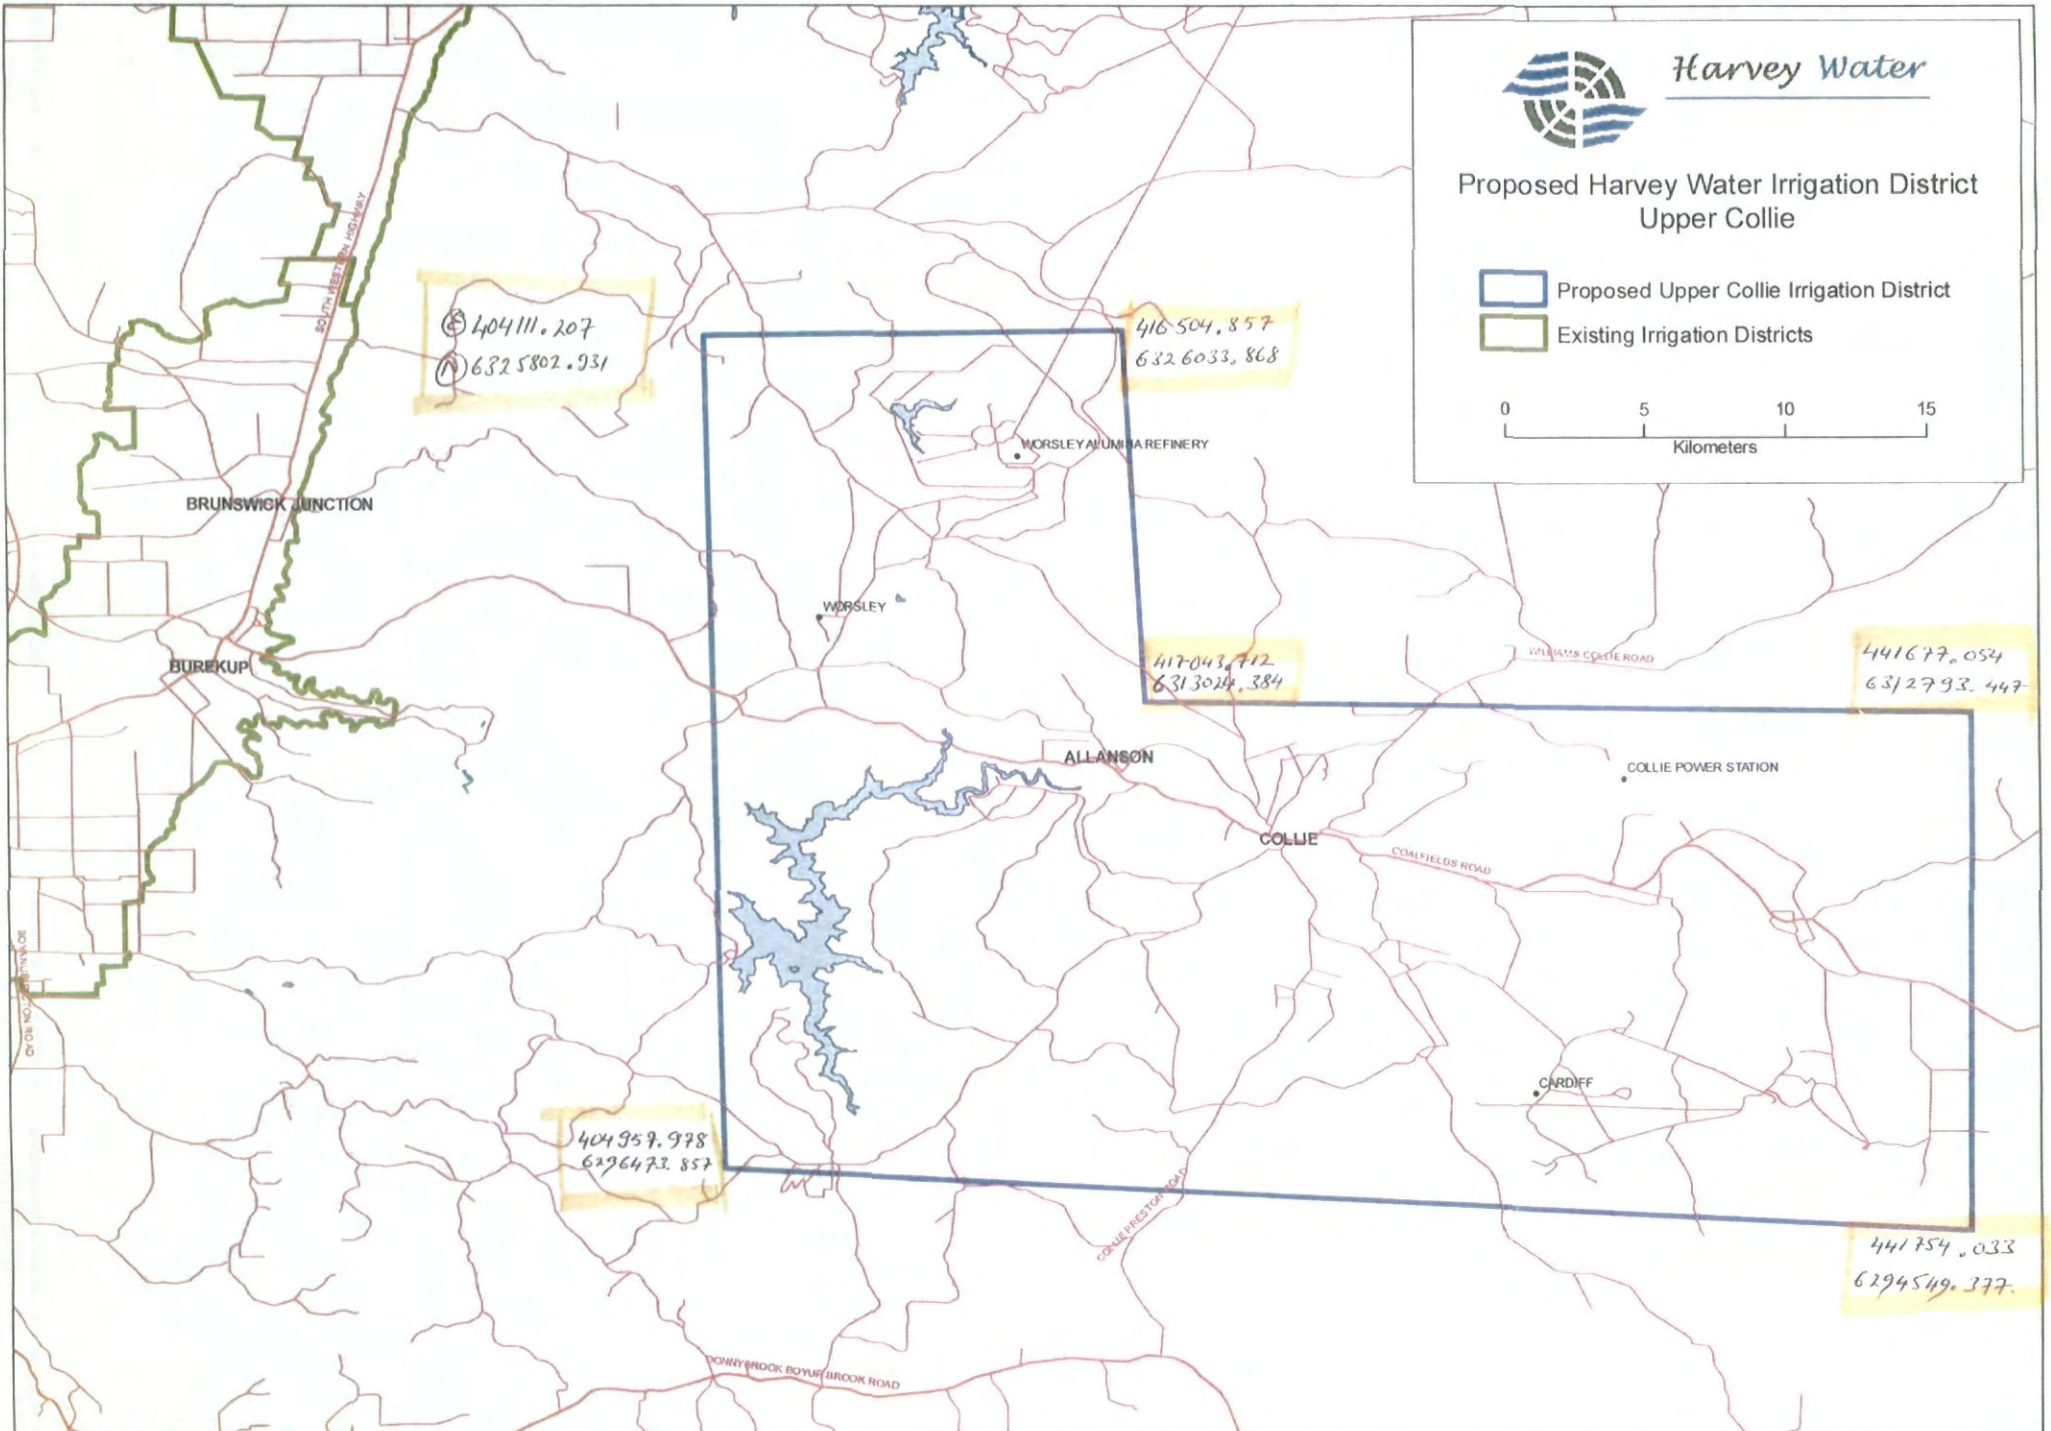 Harvey Water
Proposed Harvey Water Irrigation District
Upper Collie
Proposed Upper Collie Irrigation District
Existing Irrigation Districts
0 5 10 15
Kilometers
SOUTH WESTERN HIGHWAY
E 404111.207
N 6325802.931
416504.857
6326033.868
WORSLEY ALUMINA REFINERY
BRUNSWICK JUNCTION
WORSLEY
BUREKUP
417043.712
6313024.384
WILLIAMS COLLIE ROAD
441677.054
6312793.447
ALLANSON
COLLIE POWER STATION
COLLIE
COALFIELDS ROAD
ROAD
CARDIFF
404957.978
6296473.857
COLLIE PRESTON ROAD
441754.033
6294549.377.
DONNYBROOK BOYUP BROOK ROAD